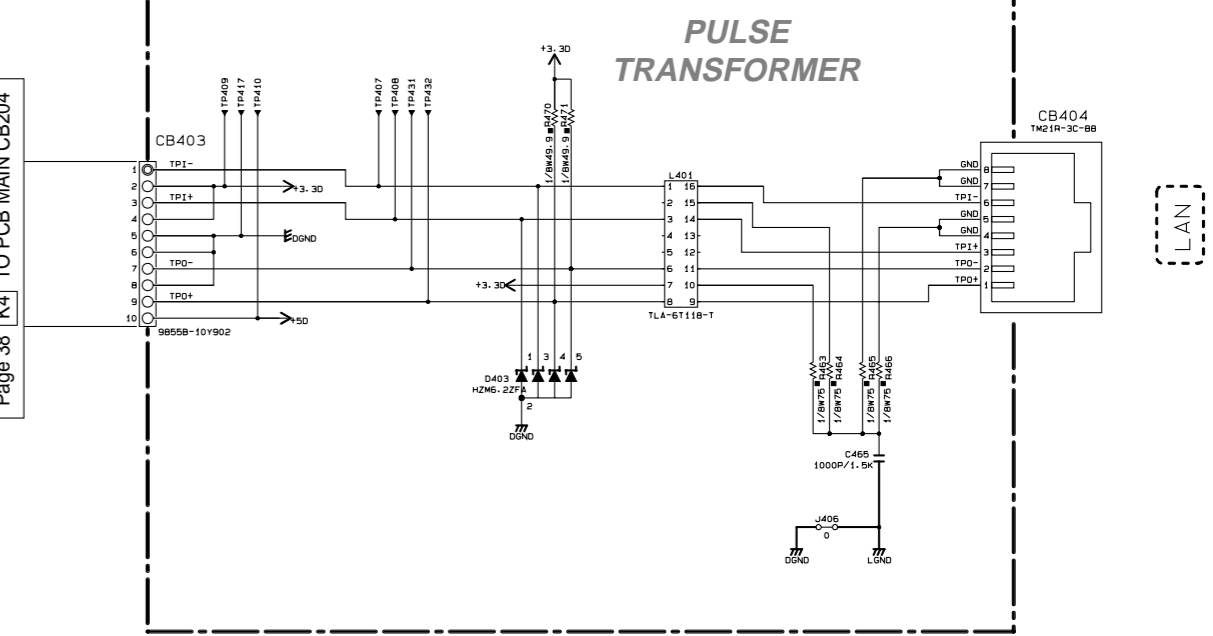 PULSE
TRANSFORMER
Page 38 K4 TO PCB MAIN CB204
CB403
1 TPI-
2
3 TPI+
4
5
6
7 TPO-
8
9 TPO+
10
9855B-10Y902
TP409
TP417
TP410
+3.3D
DGND
+5D
TP407
TP408
TP431
TP432
+3.3D
1/8W49.9 R470
1/8W49.9 R471
+3.3D
D403
HZM6.2ZFA
1 3 4 5
2
DGND
L401
1 16
2 15
3 14
4 13
5 12
6 11
7 10
8 9
TLA-6T118-T
1/8W75 R463
1/8W75 R464
1/8W75 R465
1/8W75 R466
C465
1000P/1.5K
J406
0
DGND
LGND
CB404
TM21R-3C-88
GND 8
GND 7
TPI- 6
GND 5
GND 4
TPI+ 3
TPO- 2
TPO+ 1
LAN